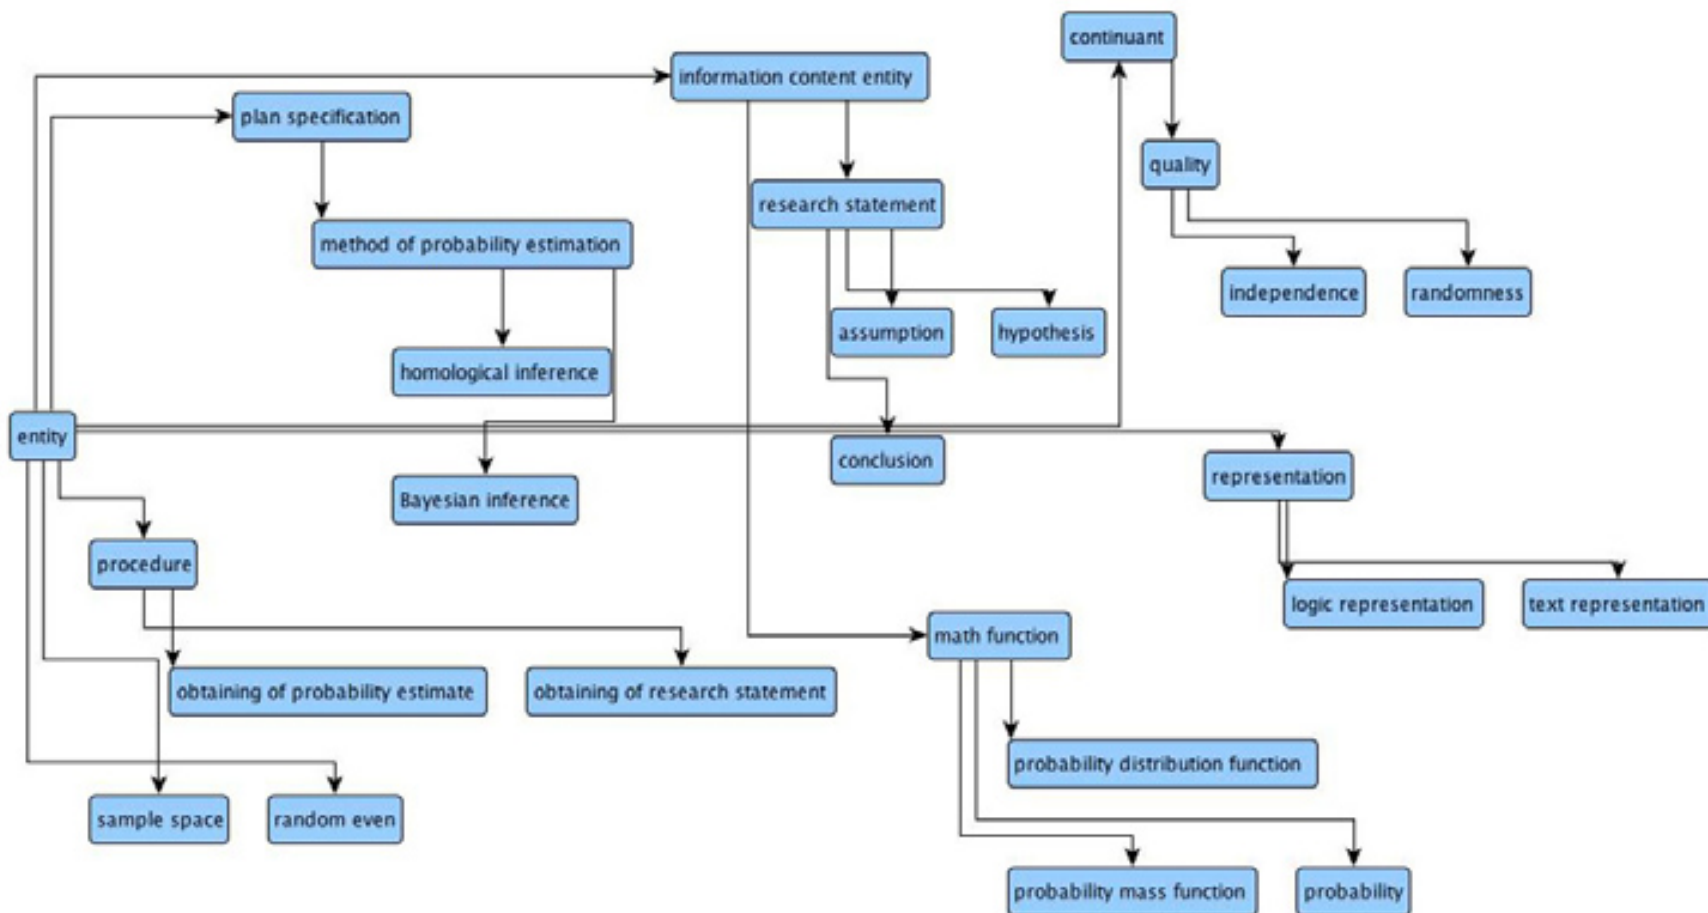 continuant
information content entity
plan specification
quality
research statement
method of probability estimation
independence
randomness
assumption
hypothesis
homological inference
entity
conclusion
representation
Bayesian inference
procedure
logic representation
text representation
math function
obtaining of probability estimate
obtaining of research statement
probability distribution function
sample space
random even
probability mass function
probability